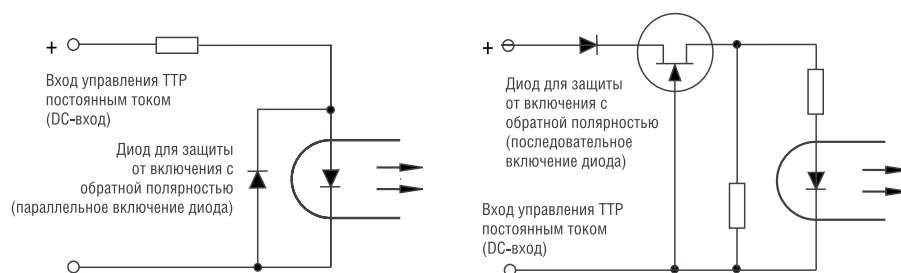 +
Вход управления ТТР
постоянным током
(DC-вход)
Диод для защиты
от включения с
обратной полярностью
(параллельное включение диода)
+
Диод для защиты
от включения с
обратной полярностью
(последовательное
включение диода)
Вход управления ТТР
постоянным током
(DC-вход)